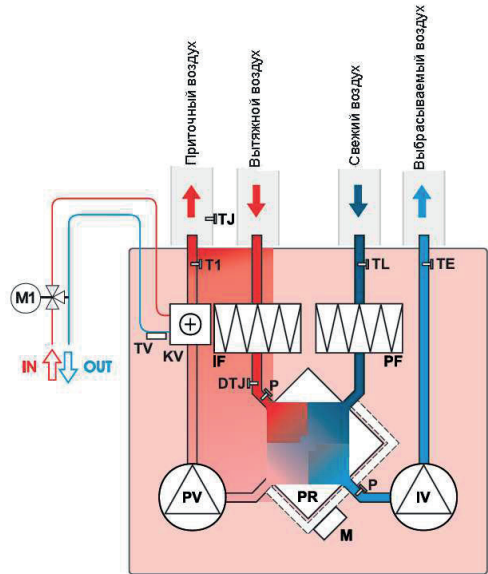 Приточный воздух
Вытяжной воздух
Свежий воздух
Выбрасываемый воздух
TJ
T1
TL
TE
M1
TV
KV
IF
PF
IN
OUT
DTJ
P
PV
PR
P
IV
M